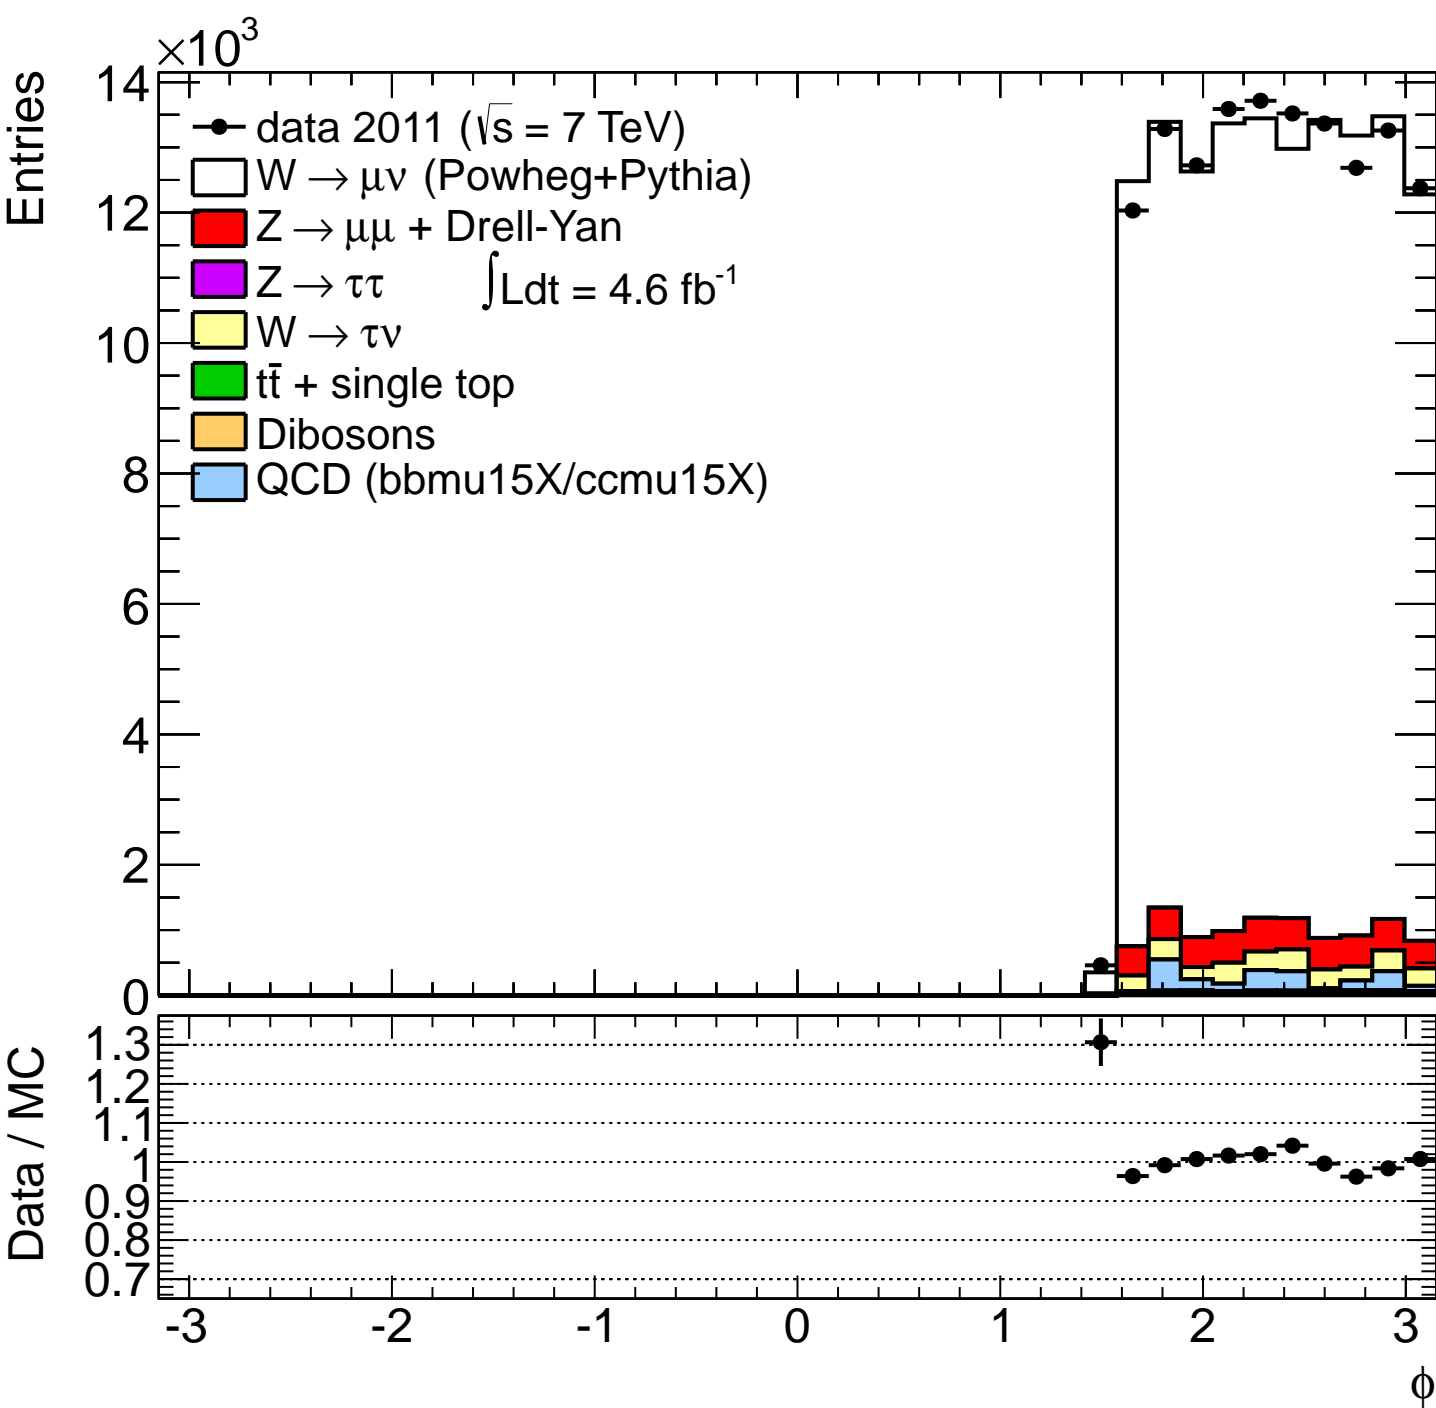 ×10³
Entries
14
12
10
8
6
4
2
0
data 2011 (√s = 7 TeV)
W → μν (Powheg+Pythia)
Z → μμ + Drell-Yan
Z → ττ
∫Ldt = 4.6 fb⁻¹
W → τν
tt̄ + single top
Dibosons
QCD (bbmu15X/ccmu15X)
Data / MC
1.3
1.2
1.1
1
0.9
0.8
0.7
-3 -2 -1 0 1 2 3
ϕ